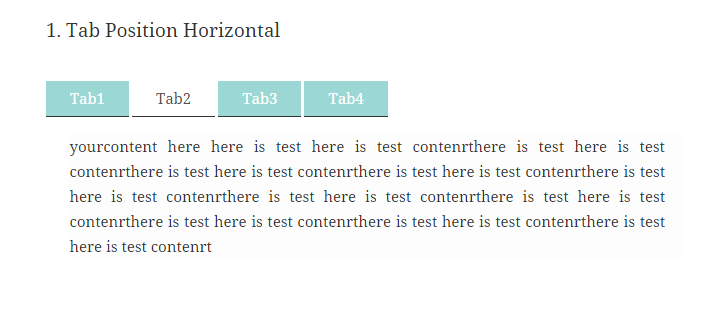 1. Tab Position Horizontal
Tab1 Tab2 Tab3 Tab4
yourcontent here here is test here is test contenrthere is test here is test
contenrthere is test here is test contenrthere is test here is test contenrthere is test
here is test contenrthere is test here is test contenrthere is test here is test
contenrthere is test here is test contenrthere is test here is test contenrthere is test
here is test contenrt